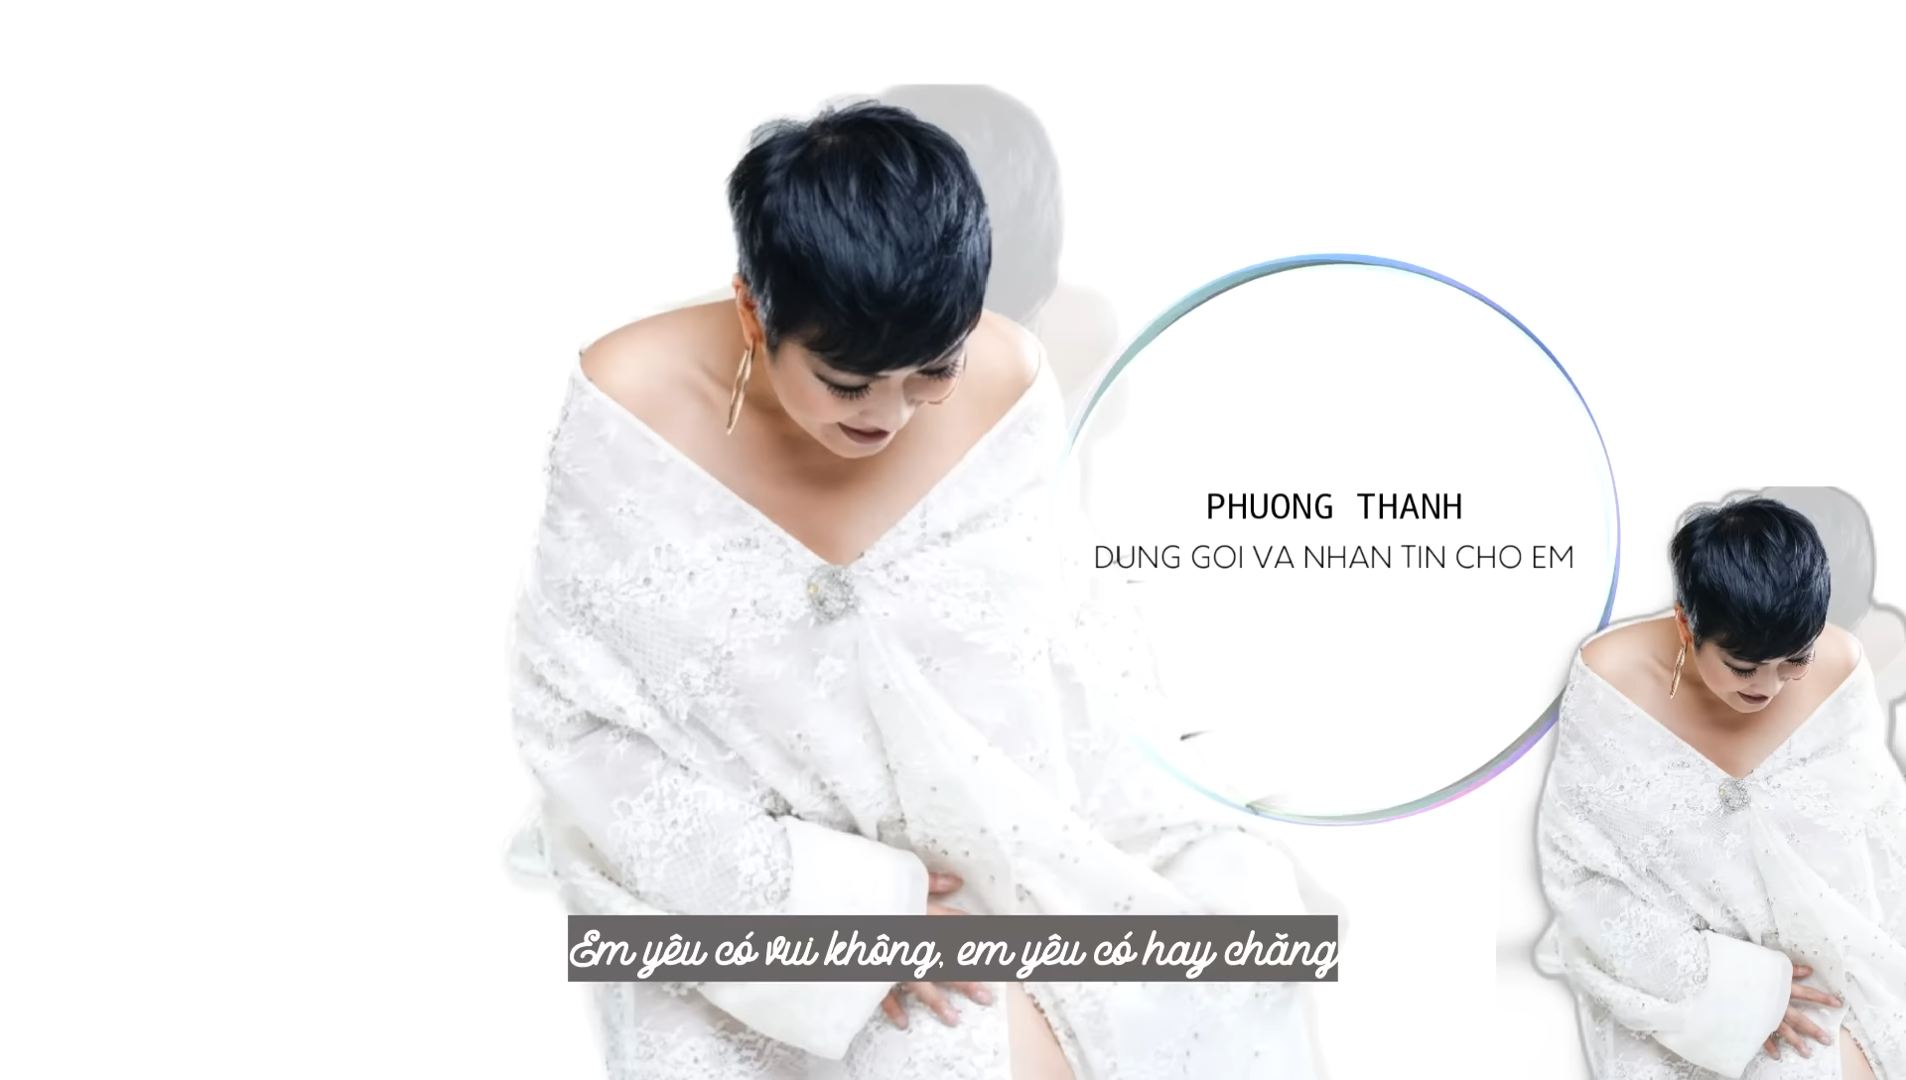 PHUONG THANH
DUNG GOI VA NHAN TIN CHO EM
Em yêu có vui không, em yêu có hay chăng